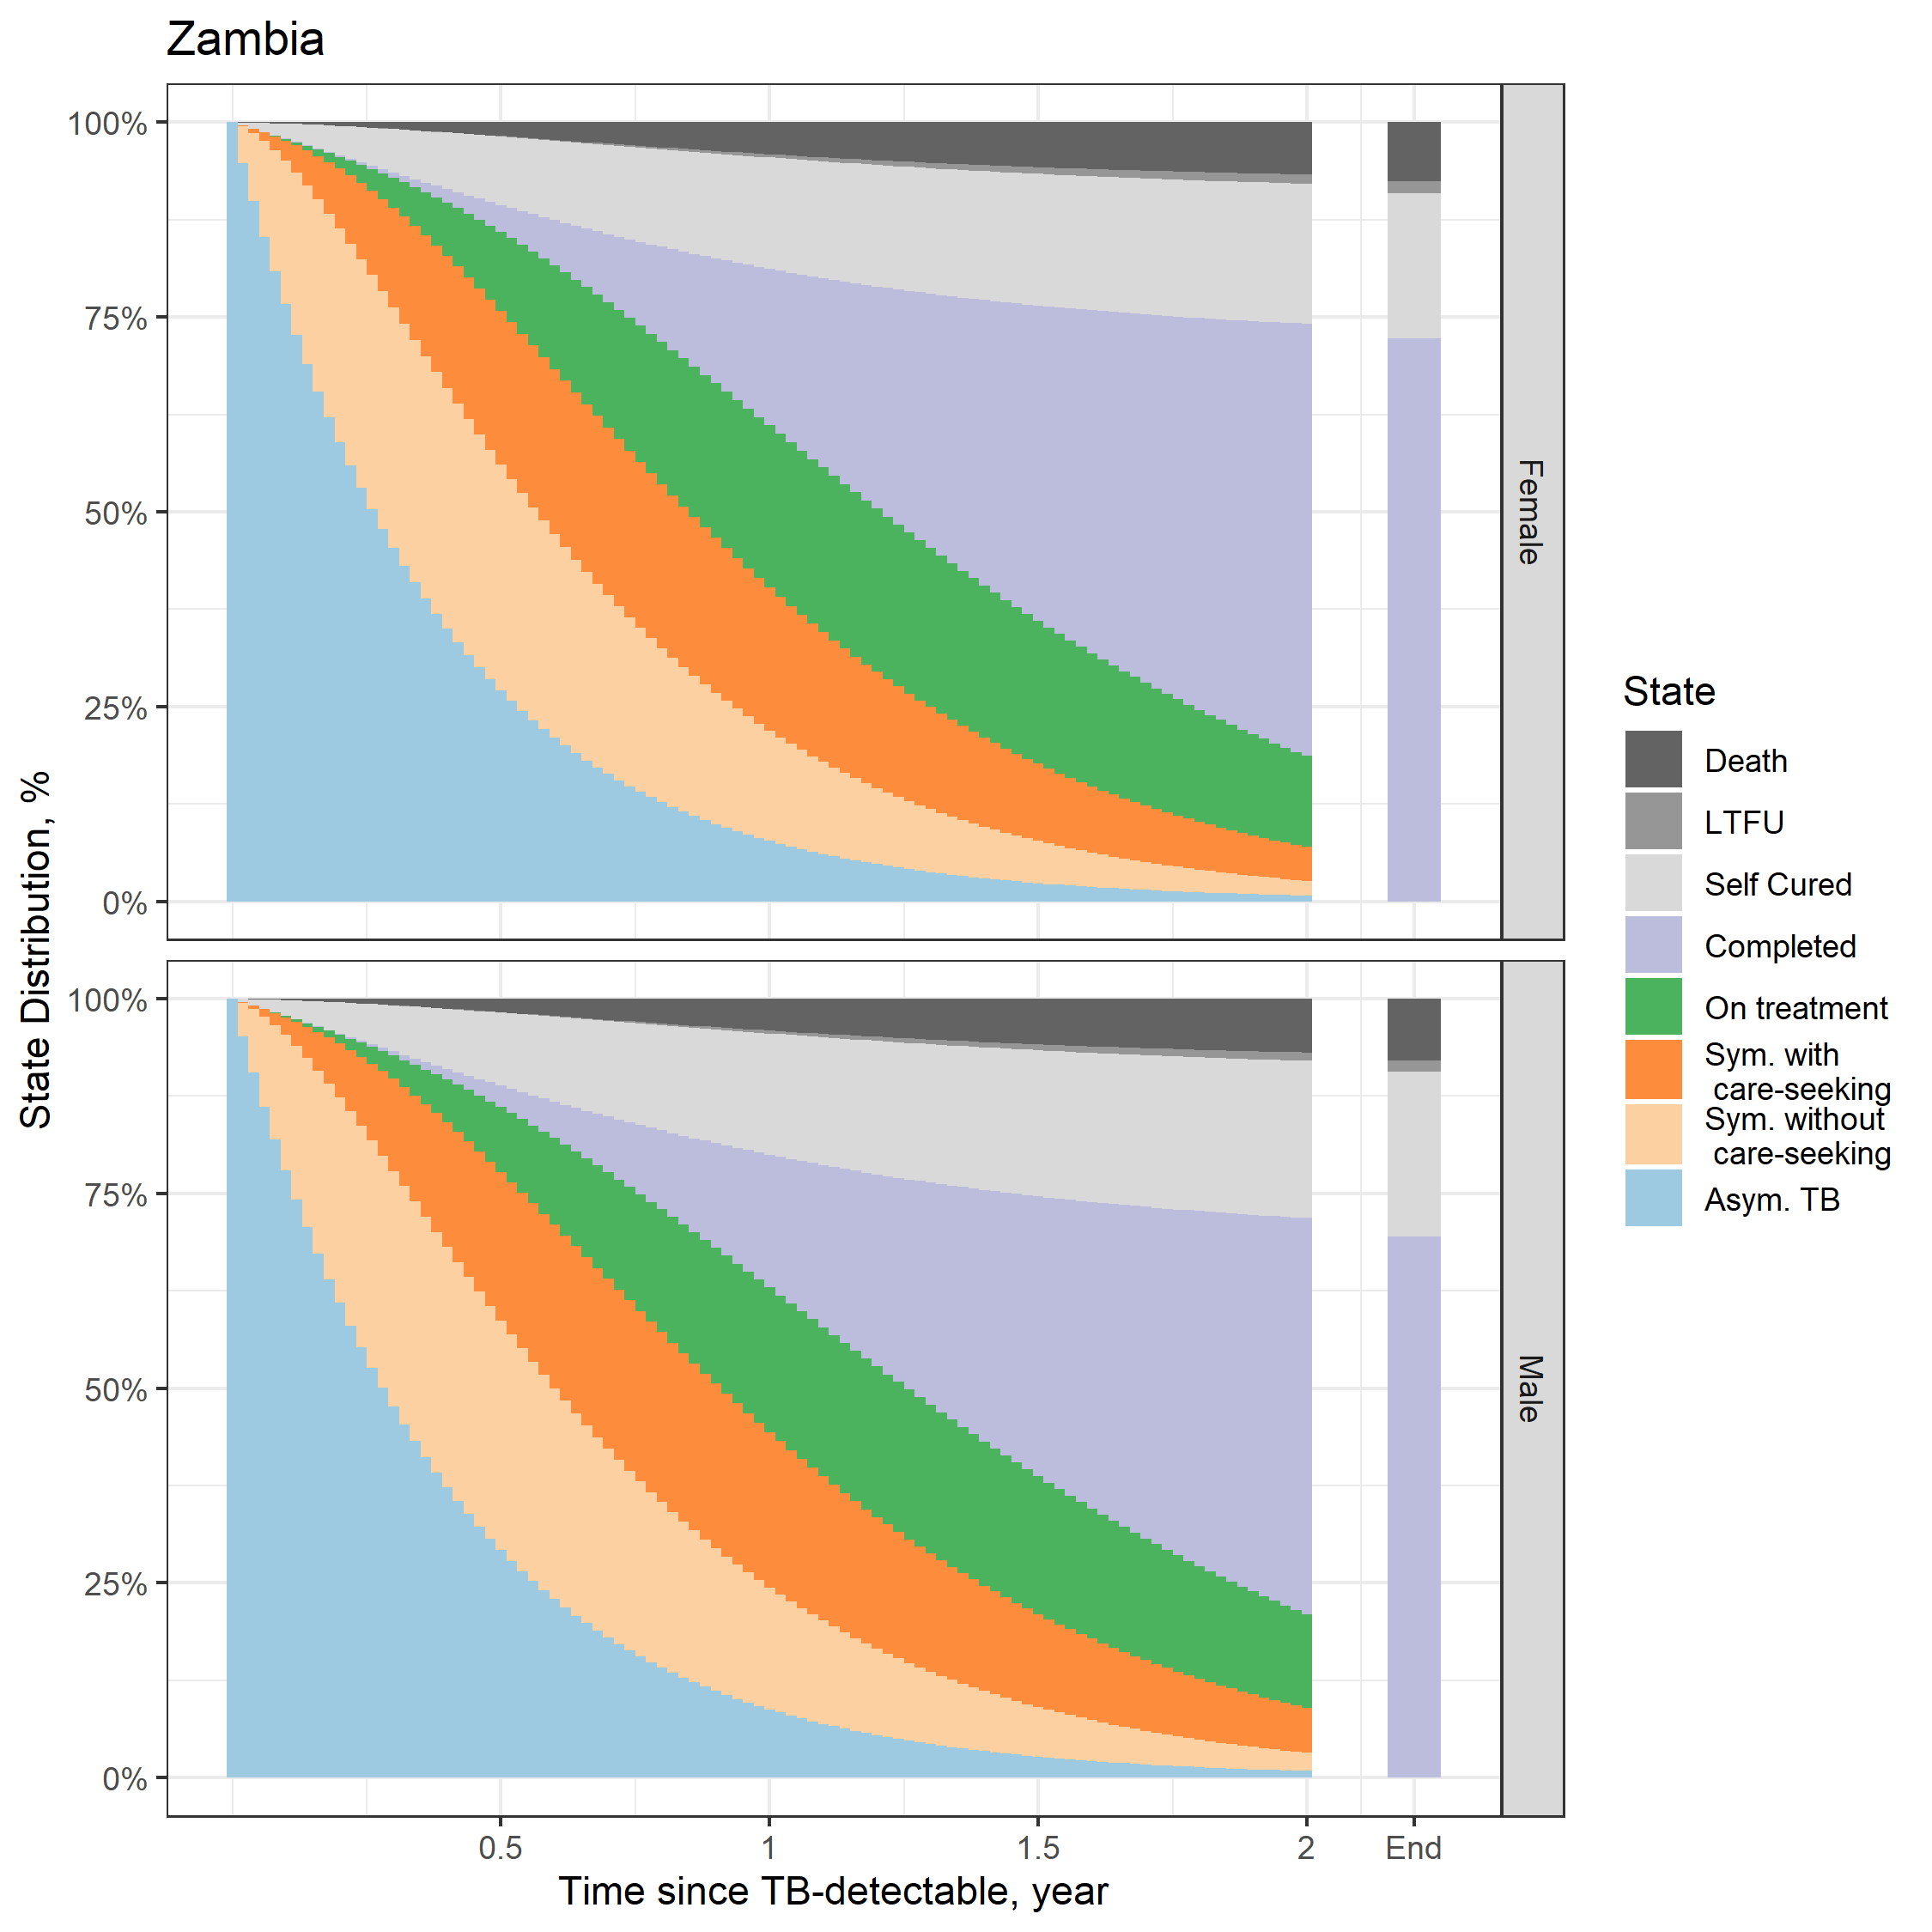 Zambia
State Distribution, %
100%
75%
50%
25%
0%
Female
100%
75%
50%
25%
0%
Male
0.5
1
1.5
2
End
Time since TB-detectable, year
State
Death
LTFU
Self Cured
Completed
On treatment
Sym. with
care-seeking
Sym. without
care-seeking
Asym. TB